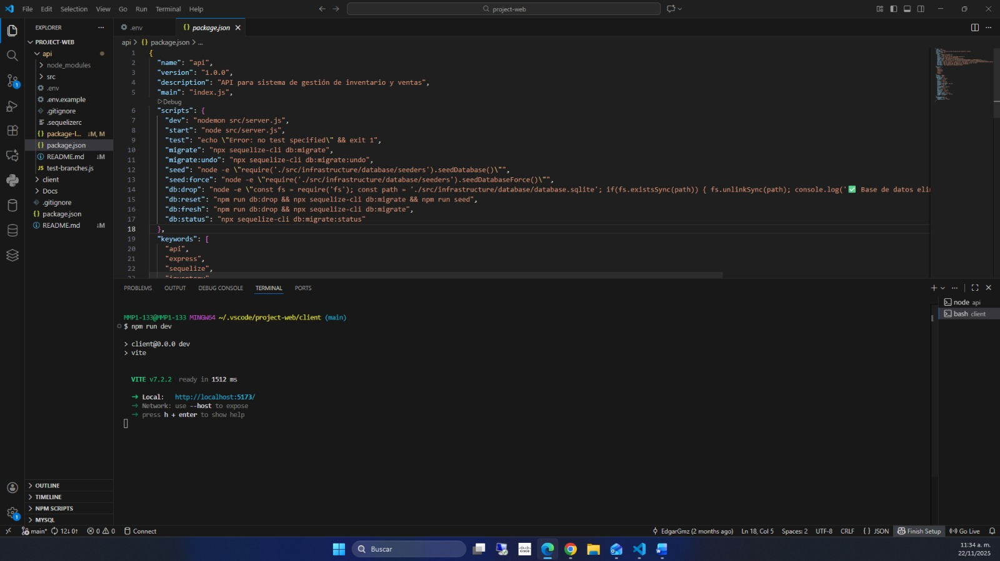 File Edit Selection View Go Run Terminal Help
project-web
EXPLORER
PROJECT-WEB
api
node_modules
src
.env
.env.example
.gitignore
.sequelizerc
package-l... ↓M, M
package.json
README.md ↓M
test-branches.js
client
Docs
.gitignore
package.json
README.md ↓M
OUTLINE
TIMELINE
NPM SCRIPTS
MYSQL
.env
package.json
api > {} package.json > ...
1 {
2 "name": "api",
3 "version": "1.0.0",
4 "description": "API para sistema de gestión de inventario y ventas",
5 "main": "index.js",
Debug
6 "scripts": {
7 "dev": "nodemon src/server.js",
8 "start": "node src/server.js",
9 "test": "echo \"Error: no test specified\" && exit 1",
10 "migrate": "npx sequelize-cli db:migrate",
11 "migrate:undo": "npx sequelize-cli db:migrate:undo",
12 "seed": "node -e \"require('./src/infrastructure/database/seeders').seedDatabase()\"",
13 "seed:force": "node -e \"require('./src/infrastructure/database/seeders').seedDatabaseForce()\"",
14 "db:drop": "node -e \"const fs = require('fs'); const path = './src/infrastructure/database/database.sqlite'; if(fs.existsSync(path)) { fs.unlinkSync(path); console.log('✅ Base de datos eli
15 "db:reset": "npm run db:drop && npx sequelize-cli db:migrate && npm run seed",
16 "db:fresh": "npm run db:drop && npx sequelize-cli db:migrate",
17 "db:status": "npx sequelize-cli db:migrate:status"
18 },
19 "keywords": [
20 "api",
21 "express",
22 "sequelize",
23 "inventory"
PROBLEMS OUTPUT DEBUG CONSOLE TERMINAL PORTS
node api
bash client
MMP1-133@MMP1-133 MINGW64 ~/.vscode/project-web/client (main)
$ npm run dev
> client@0.0.0 dev
> vite
VITE v7.2.2 ready in 1512 ms
➜ Local: http://localhost:5173/
➜ Network: use --host to expose
➜ press h + enter to show help
main* 12↓ 0↑ 0 0 Connect
EdgarGmz (2 months ago) Ln 18, Col 5 Spaces: 2 UTF-8 CRLF {} JSON Finish Setup Go Live
Buscar
CISCO
11:34 a. m.
22/11/2025